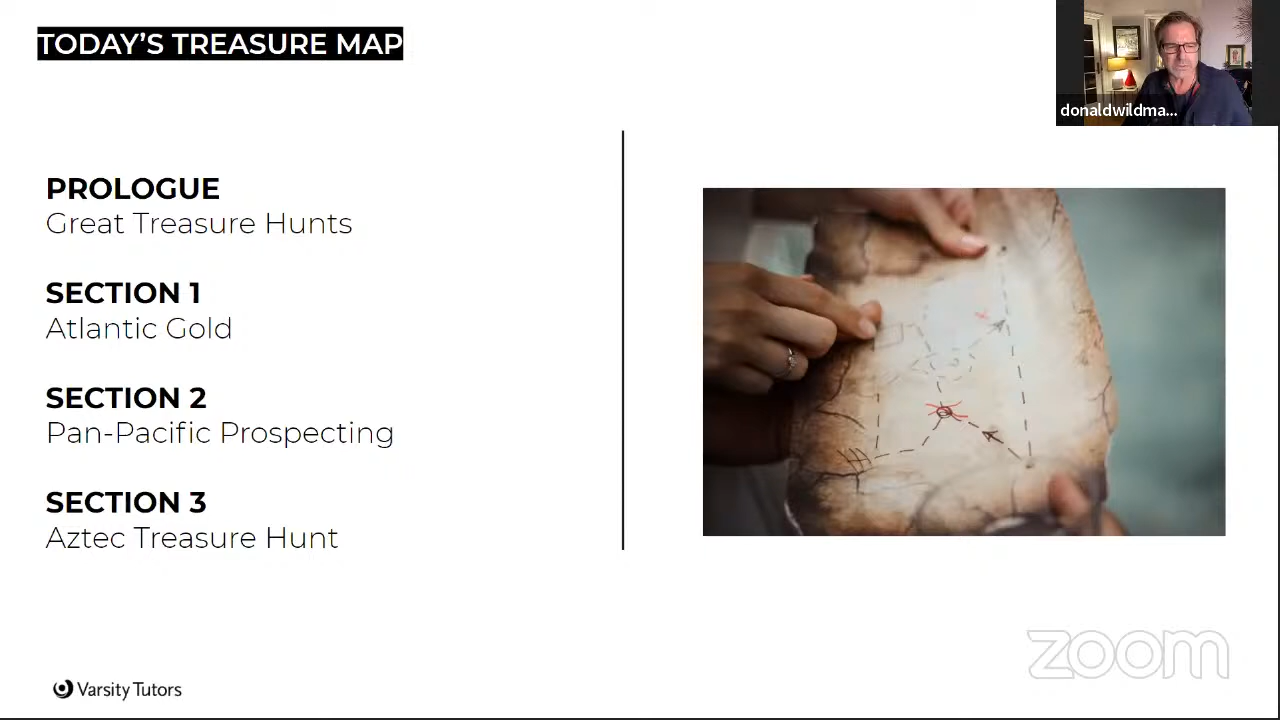 TODAY’S TREASURE MAP
donaldwildma...
PROLOGUE
Great Treasure Hunts
SECTION 1
Atlantic Gold
SECTION 2
Pan-Pacific Prospecting
SECTION 3
Aztec Treasure Hunt
zoom
Varsity Tutors